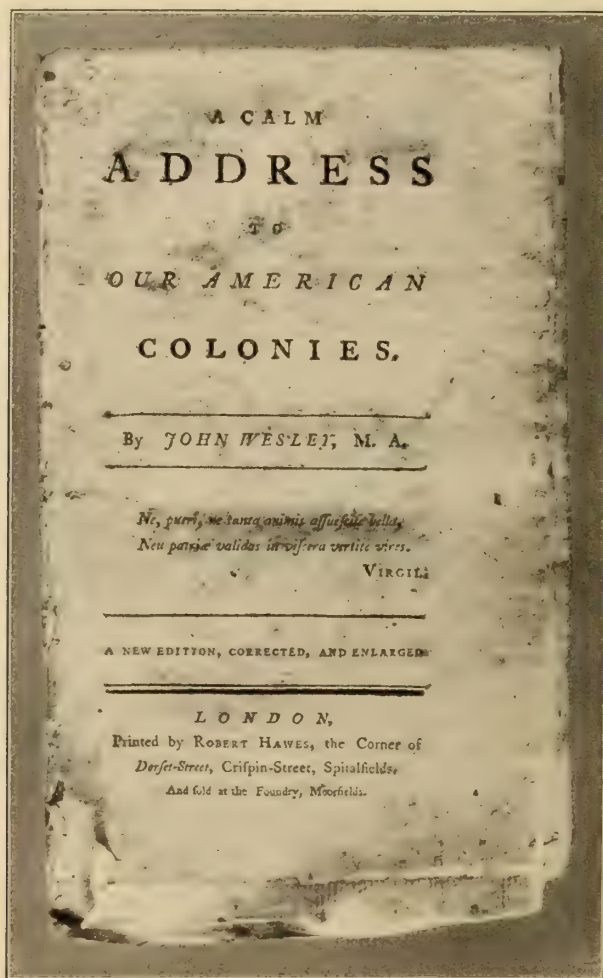 A CALM
ADDRESS
TO
OUR AMERICAN
COLONIES.
By JOHN WESLEY, M. A.
Ne, pueri, ne tanta animis aſſueſcite bella,
Neu patriæ validas in viſcera vertite vires.
VIRGIL.
A NEW EDITION, CORRECTED, AND ENLARGED.
LONDON,
Printed by ROBERT HAWES, the Corner of
Dorſet-Street, Criſpin-Street, Spitalfields,
And ſold at the Foundry, Moorfields.